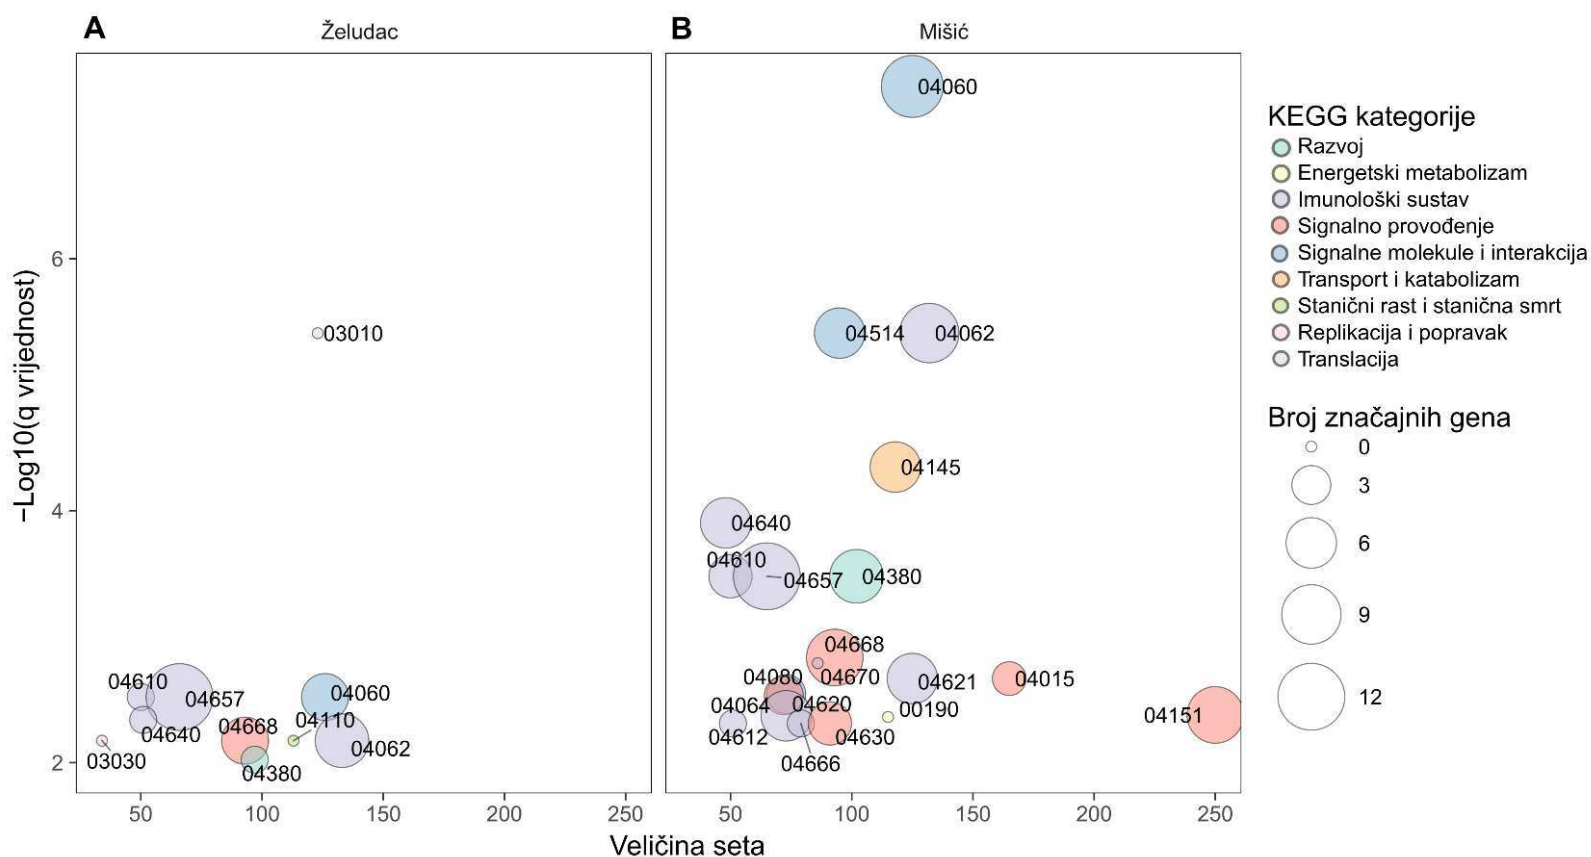 A Želudac
B Mišić
−Log10(q vrijednost)
6
4
2
03010
04610
04657
04060
04110
04640
04668
04062
03030
04380
50 100 150 200 250
04060
04514 04062
04145
04640
04610
04657 04380
04668
04080 04670 04621 04015
04064 04620 00190
04151
04612 04630
04666
50 100 150 200 250
Veličina seta
KEGG kategorije
Razvoj
Energetski metabolizam
Imunološki sustav
Signalno provođenje
Signalne molekule i interakcija
Transport i katabolizam
Stanični rast i stanična smrt
Replikacija i popravak
Translacija
Broj značajnih gena
0
3
6
9
12